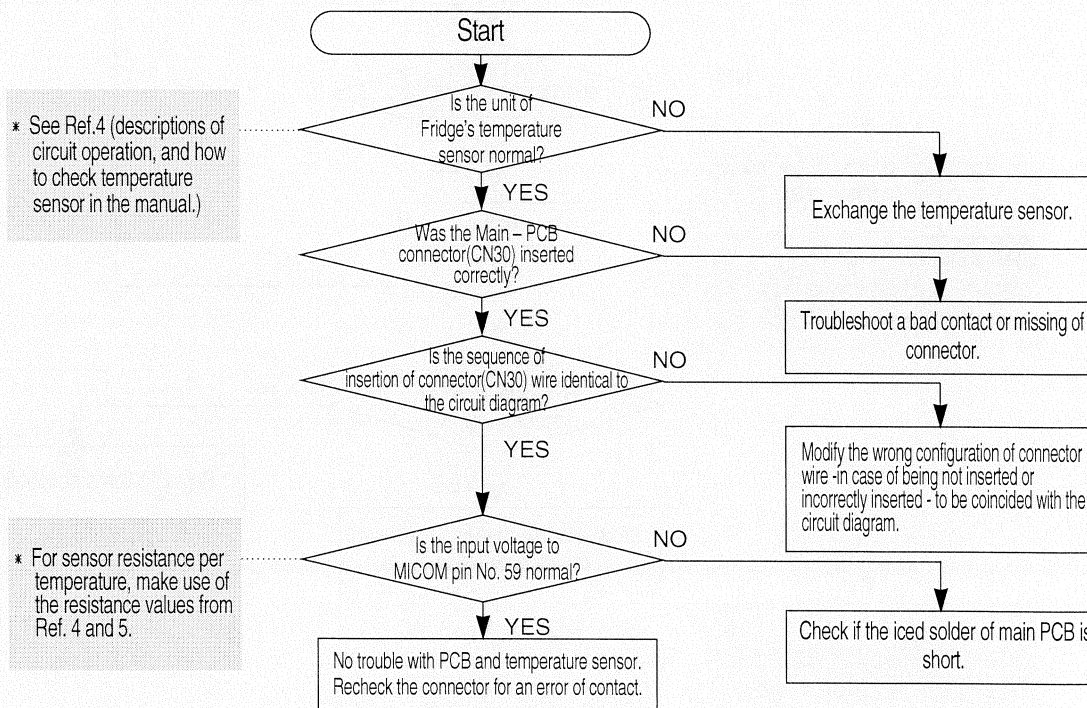 Start
* See Ref.4 (descriptions of
circuit operation, and how
to check temperature
sensor in the manual.)
Is the unit of
Fridge's temperature
sensor normal?
NO
YES
Exchange the temperature sensor.
Was the Main – PCB
connector(CN30) inserted
correctly?
NO
YES
Troubleshoot a bad contact or missing of
connector.
Is the sequence of
insertion of connector(CN30) wire identical to
the circuit diagram?
NO
YES
Modify the wrong configuration of connector
wire -in case of being not inserted or
incorrectly inserted - to be coincided with the
circuit diagram.
* For sensor resistance per
temperature, make use of
the resistance values from
Ref. 4 and 5.
Is the input voltage to
MICOM pin No. 59 normal?
NO
YES
Check if the iced solder of main PCB is
short.
No trouble with PCB and temperature sensor.
Recheck the connector for an error of contact.